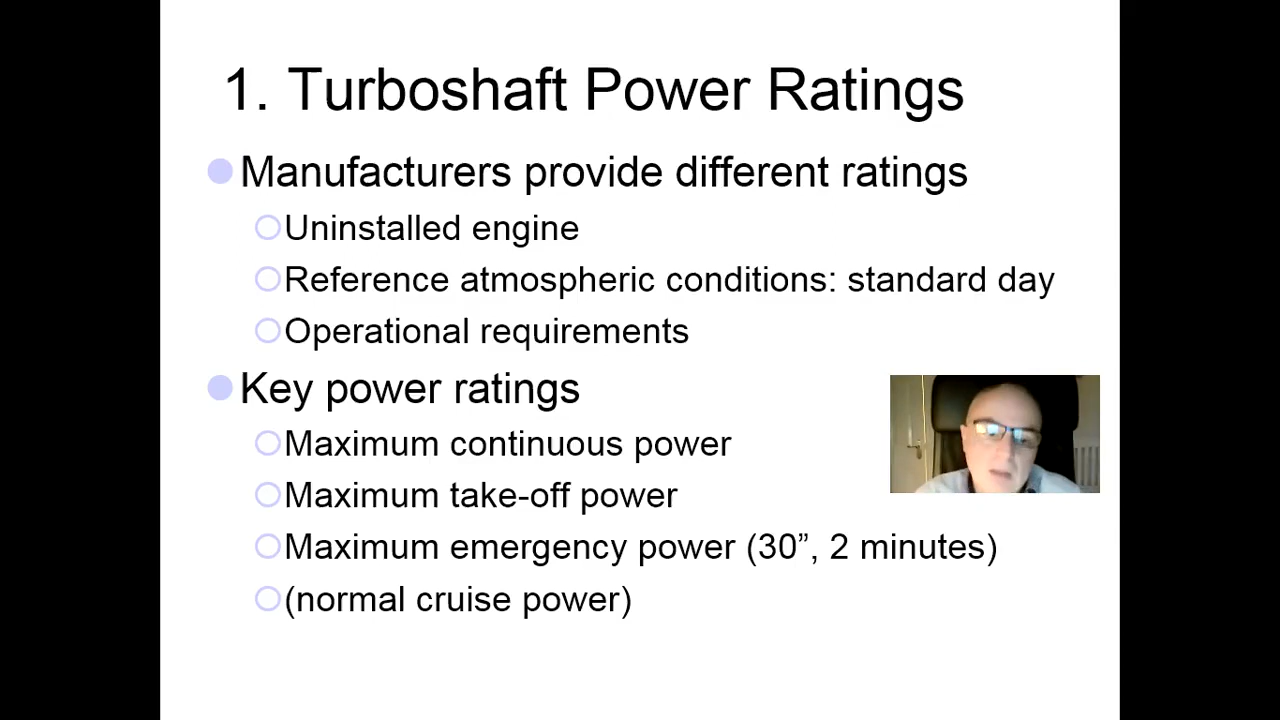 1. Turboshaft Power Ratings
Manufacturers provide different ratings
Uninstalled engine
Reference atmospheric conditions: standard day
Operational requirements
Key power ratings
Maximum continuous power
Maximum take-off power
Maximum emergency power (30”, 2 minutes)
(normal cruise power)